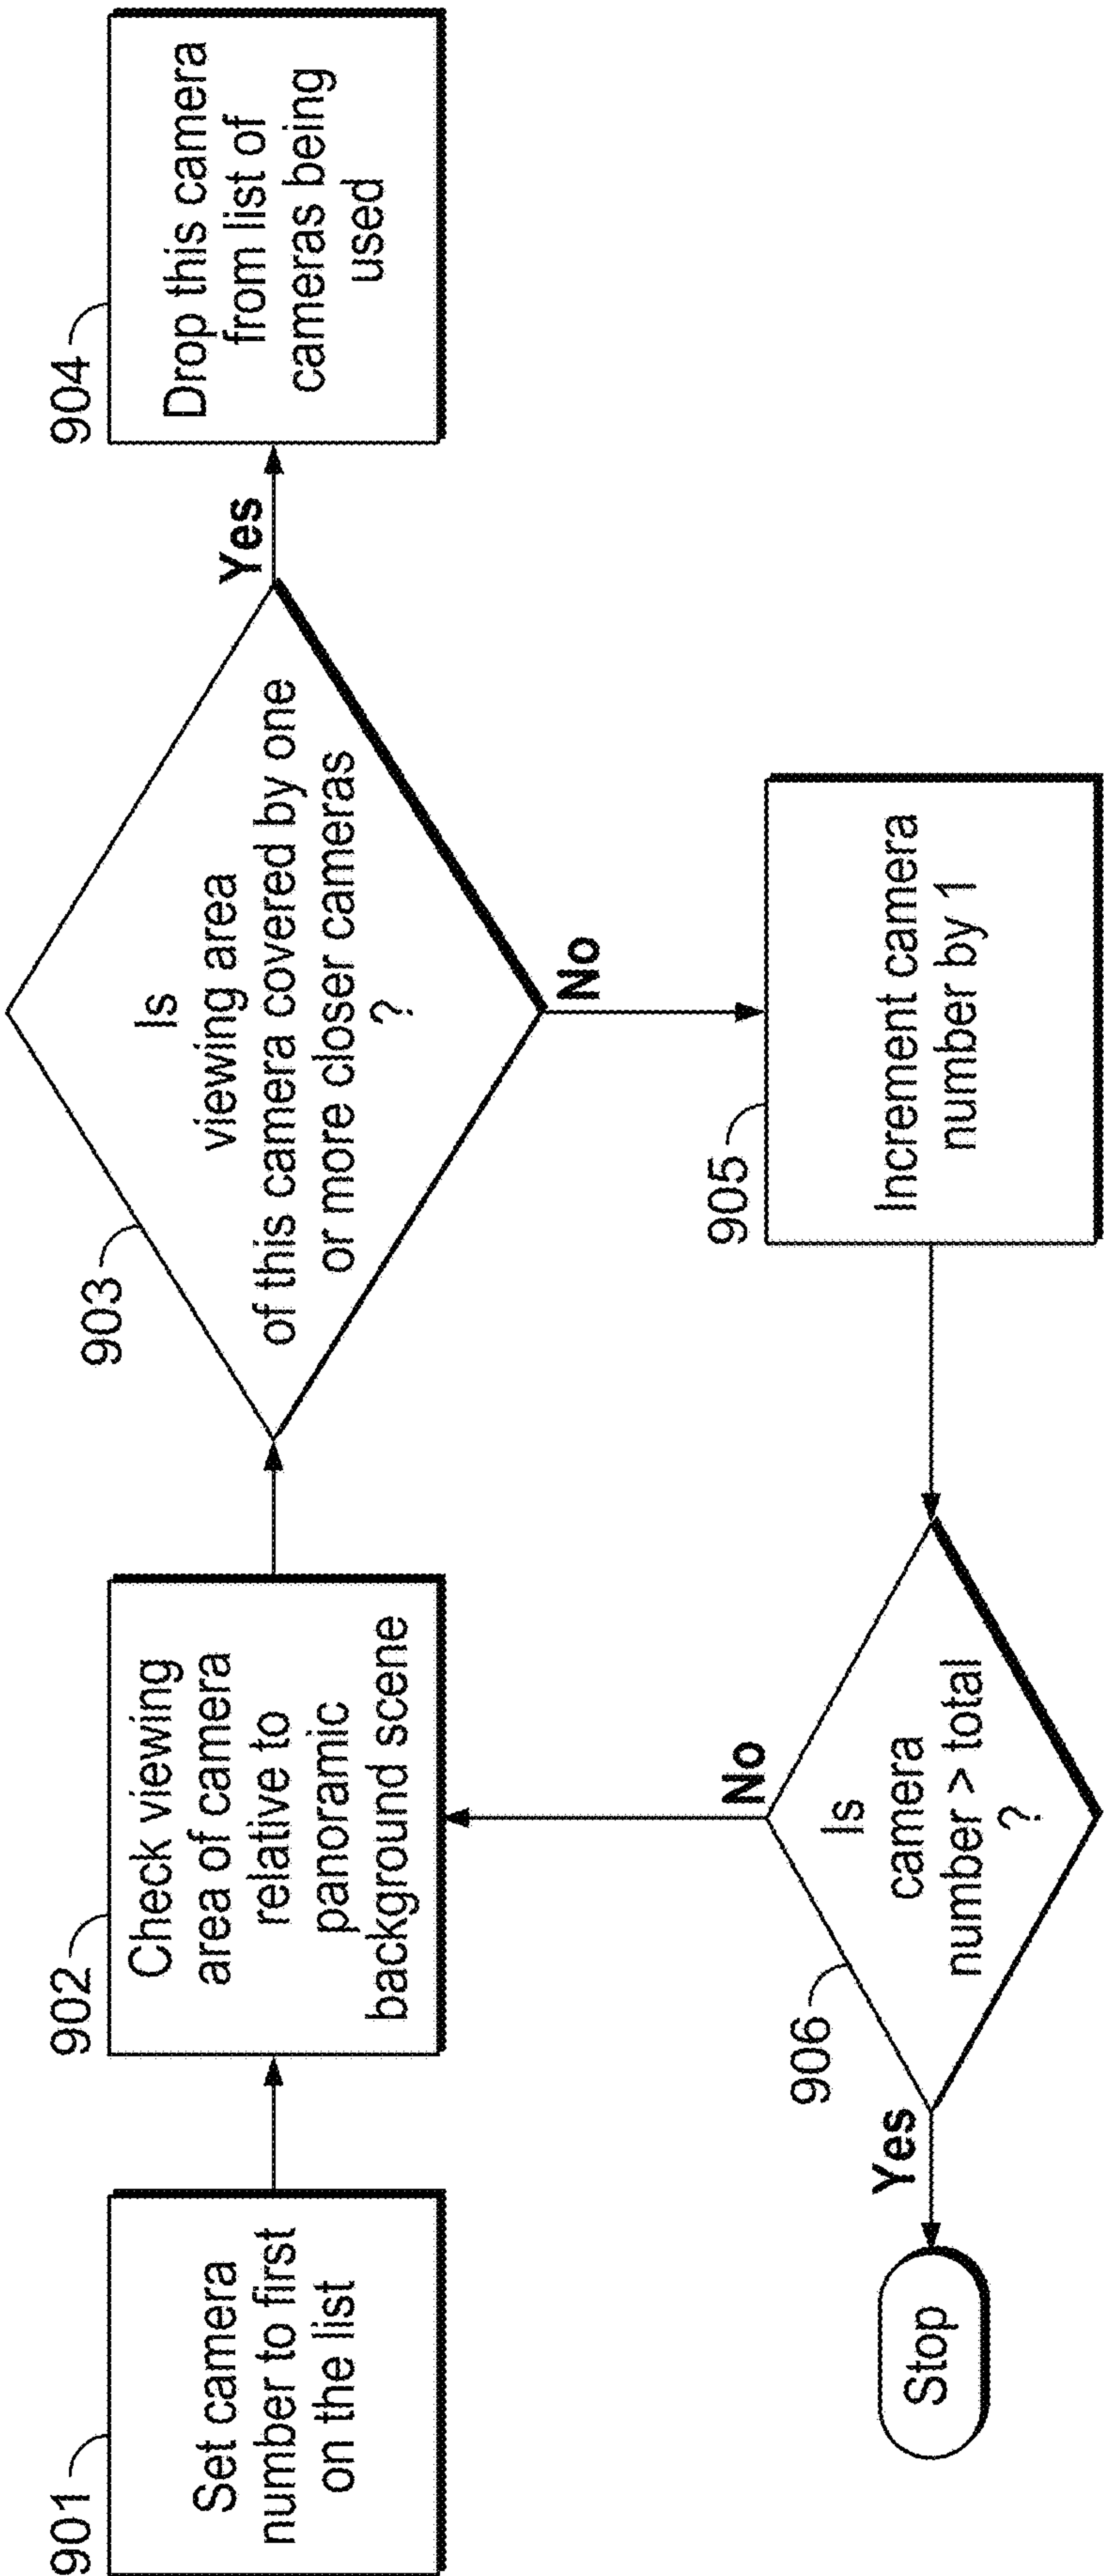 901
Set camera
number to first
on the list
902
Check viewing
area of camera
relative to
panoramic
background scene
903
Is
viewing area
of this camera covered by one
or more closer cameras
?
Yes
904
Drop this camera
from list of
cameras being
used
No
905
Increment camera
number by 1
906
Is
camera
number > total
?
No
Yes
Stop